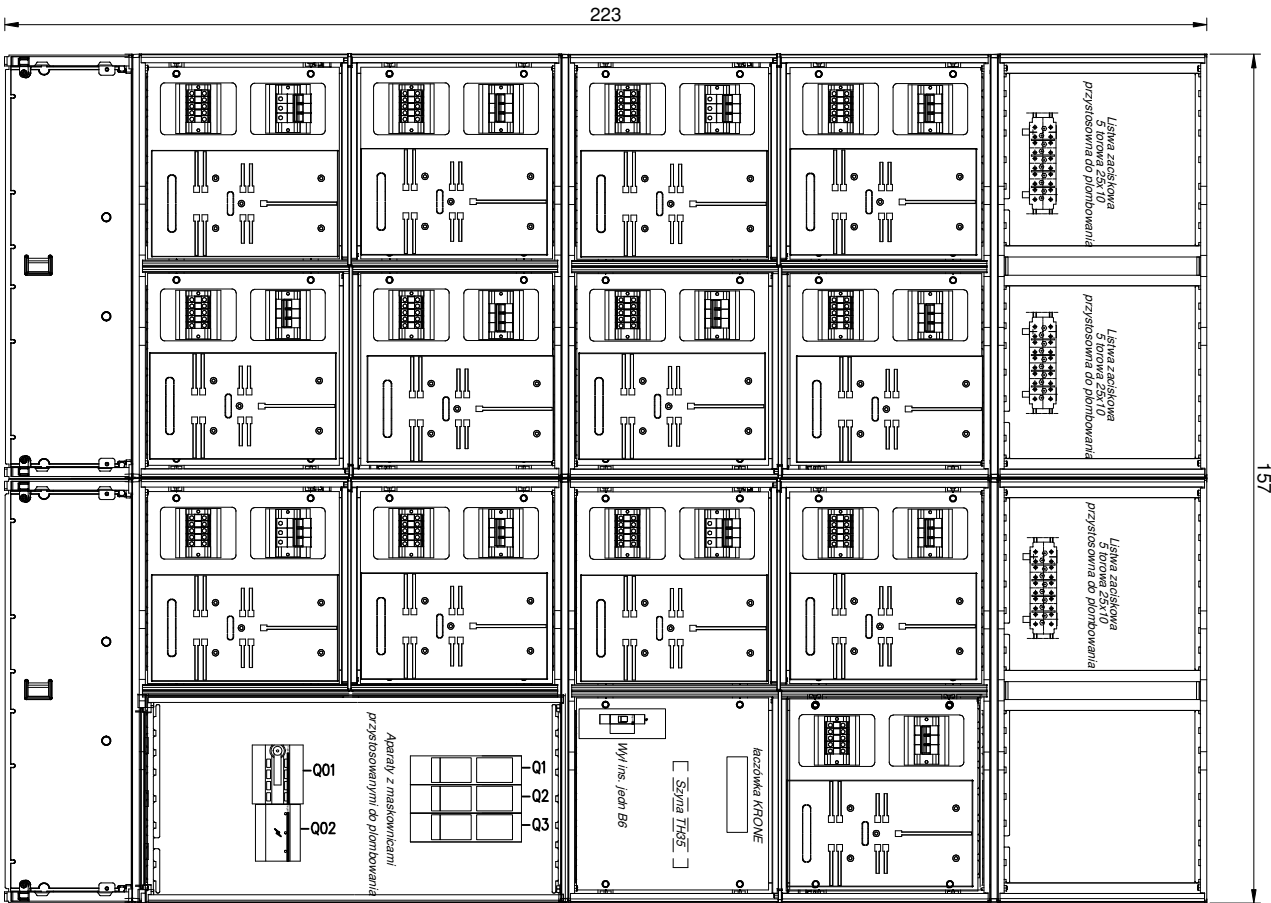 223
157
Listwa zaciskowa
5 torowa 25x10
przystosowna do plombowania
Listwa zaciskowa
5 torowa 25x10
przystosowna do plombowania
Listwa zaciskowa
5 torowa 25x10
przystosowna do plombowania
Aparaty z maskownicami
przystosowanymi do plombowania
Q01
Q02
Q1
Q2
Q3
Wył ins. jedn B6
Szyna TH35
łaczówka KRONE